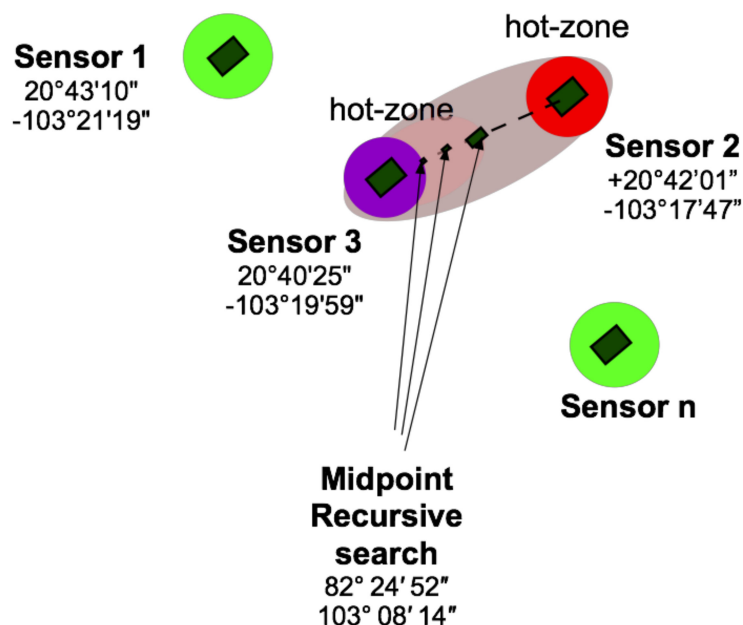 hot-zone
Sensor 1
20°43'10"
-103°21'19"
hot-zone
Sensor 2
+20°42’01”
-103°17’47”
Sensor 3
20°40'25"
-103°19'59"
Sensor n
Midpoint
Recursive
search
82° 24′ 52″
103° 08′ 14″